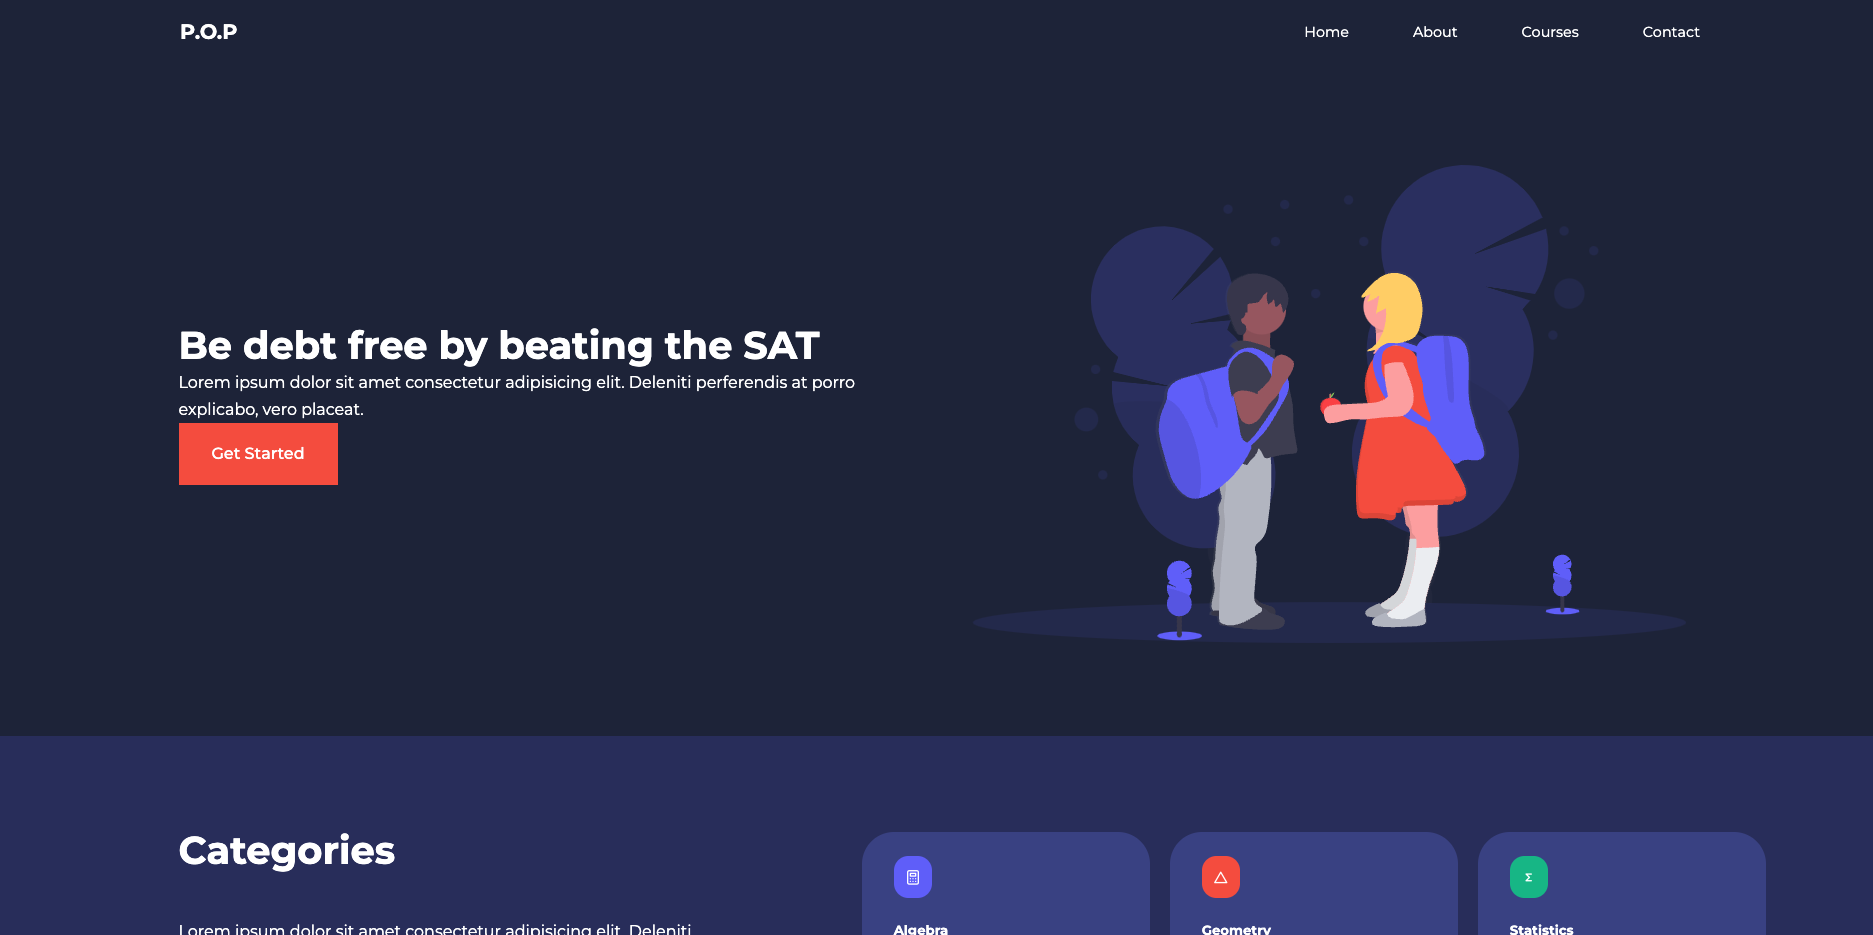 P.O.P
Home About Courses Contact
Be debt free by beating the SAT
Lorem ipsum dolor sit amet consectetur adipisicing elit. Deleniti perferendis at porro
explicabo, vero placeat.
Get Started
Categories
Lorem ipsum dolor sit amet consectetur adipisicing elit. Deleniti
Σ
Algebra
Geometry
Statistics